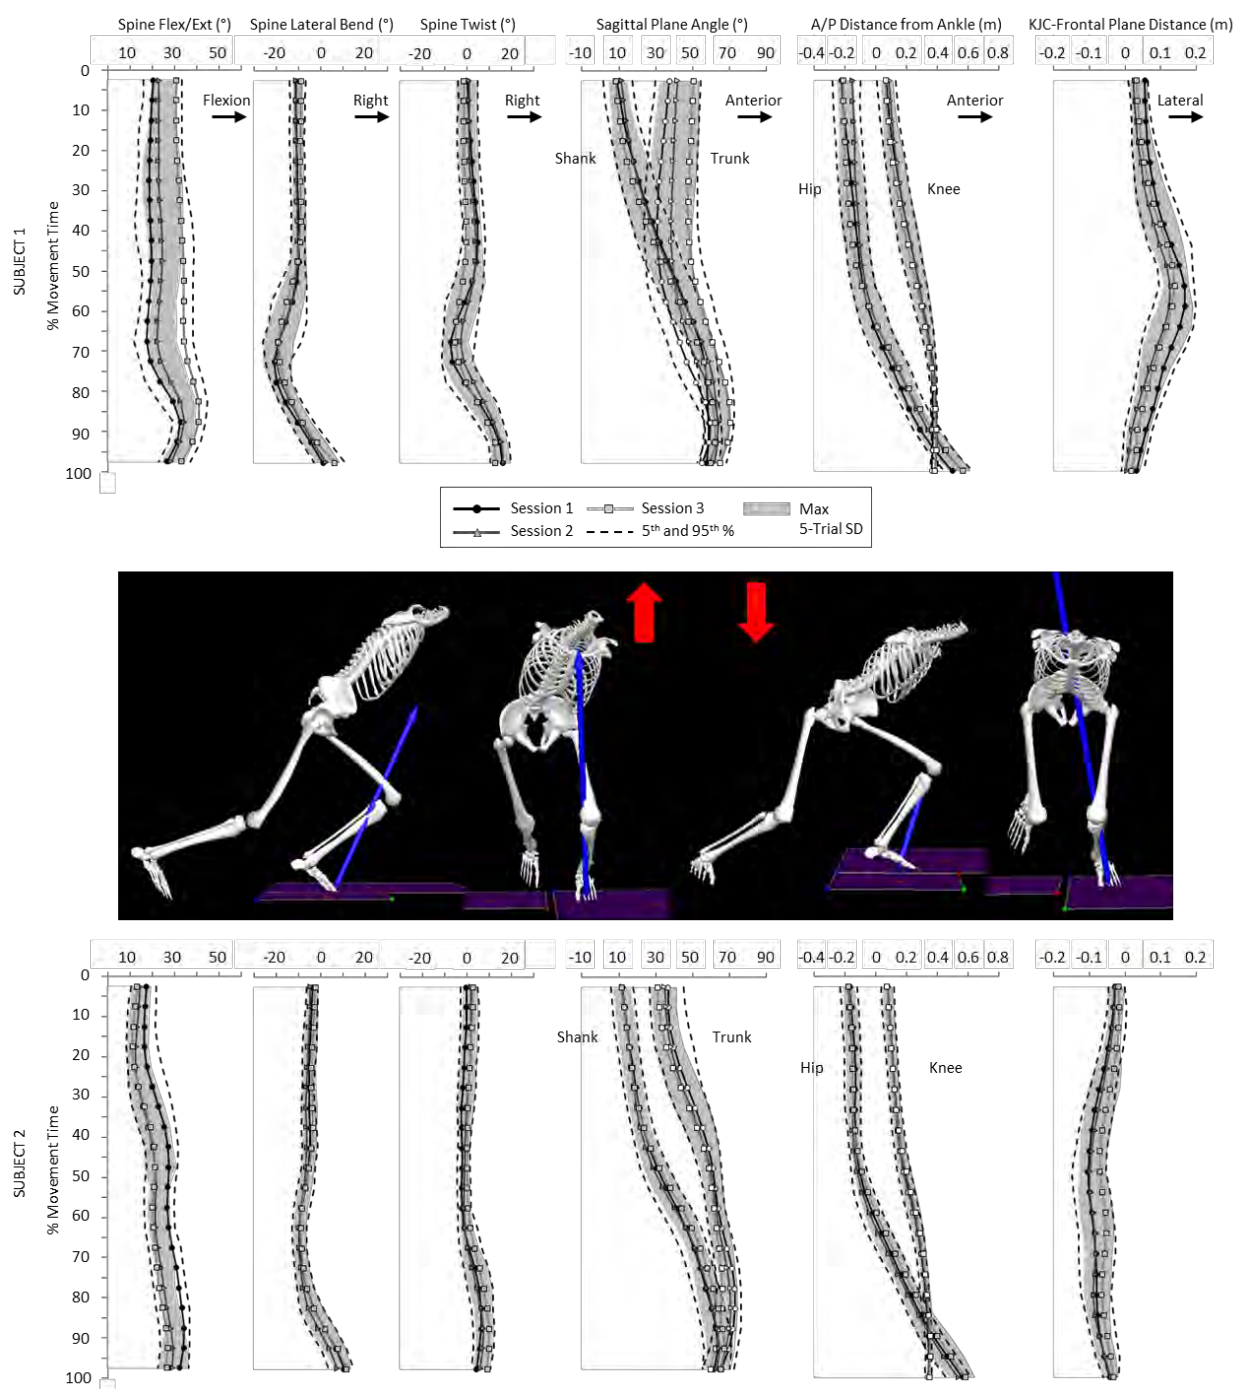 Spine Flex/Ext (°) Spine Lateral Bend (°) Spine Twist (°) Sagittal Plane Angle (°) A/P Distance from Ankle (m) KJC-Frontal Plane Distance (m)
10 30 50 -20 0 20 0 20 -10 10 30 50 70 90 -0.4 0 0.2 0.4 0.6 0.8 -0.2 -0.1 0 0.1 0.2
0
Flexion Right Right Anterior Anterior Lateral
10
Shank Trunk
20
Hip Knee
30
40
50
60
70
80
90
100
SUBJECT 1
% Movement Time
Session 1 Session 3 Max
Session 2 5th and 95th % 5-Trial SD
10 30 50 -20 0 20 0 20 -10 10 30 50 70 90 -0.4 0 0.2 0.4 0.6 0.8 -0.2 -0.1 0 0.1 0.2
0
10
Shank Trunk
20
Hip Knee
30
40
50
60
70
80
90
100
SUBJECT 2
% Movement Time